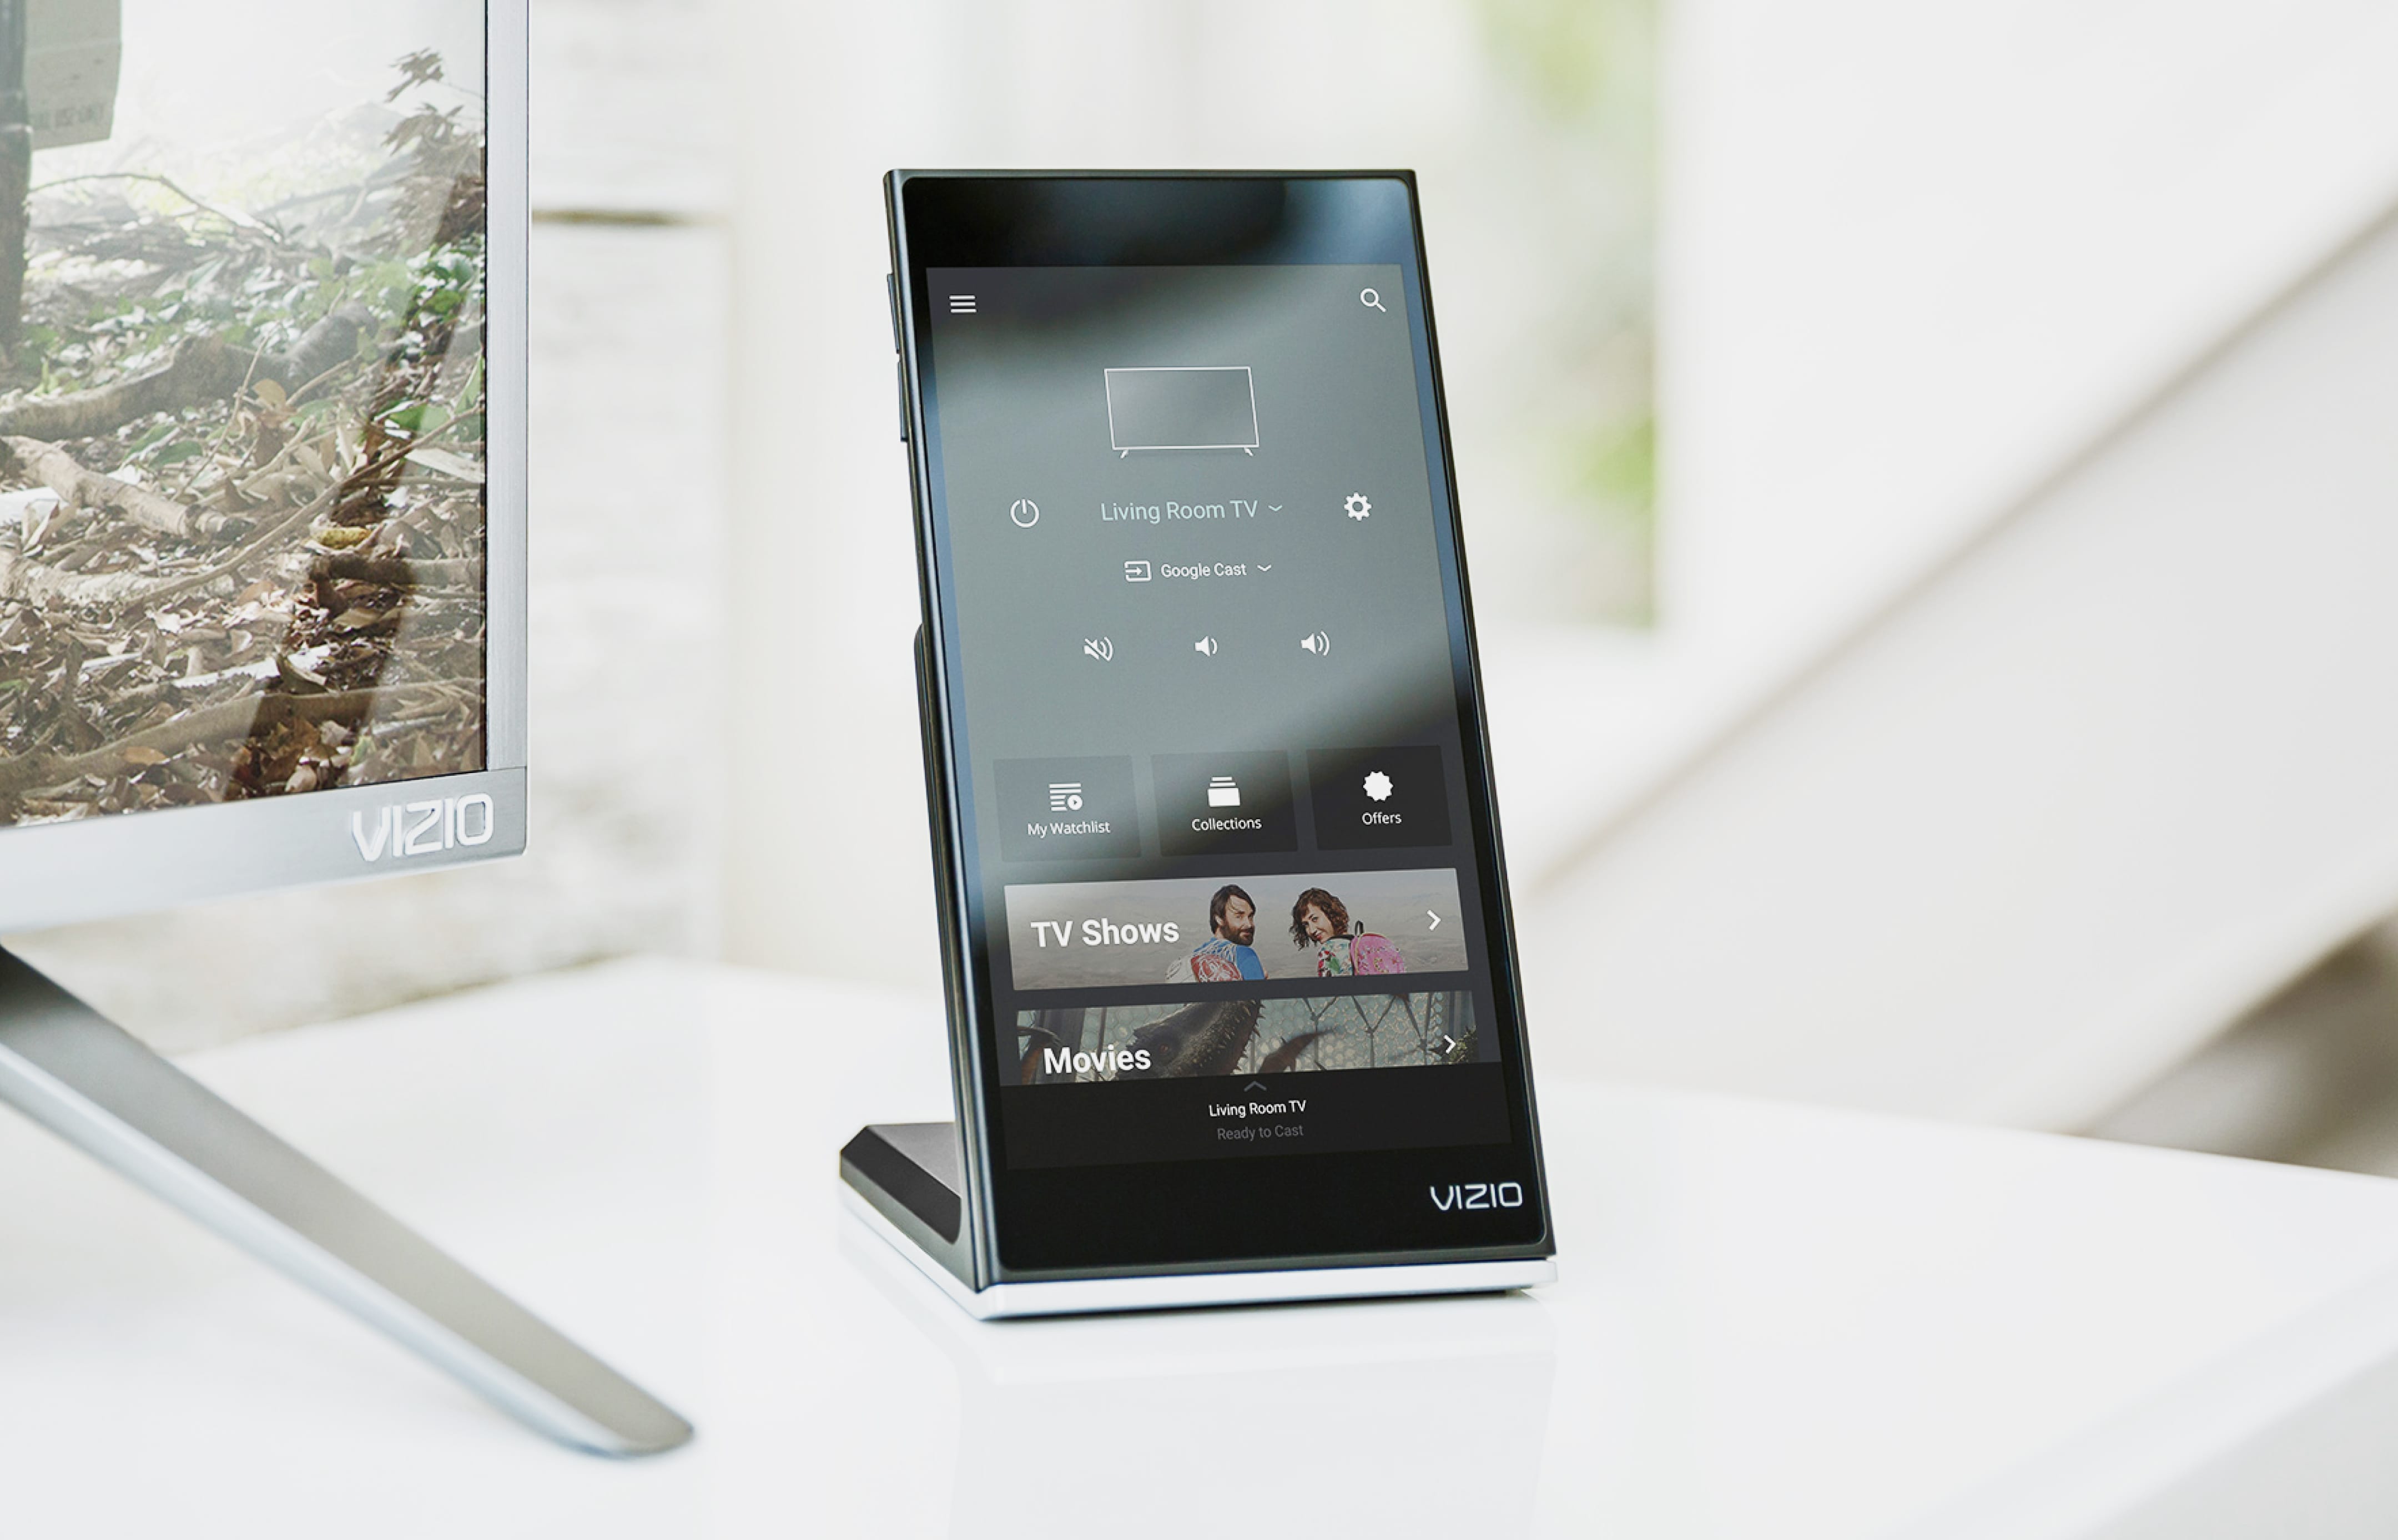 VIZIO
Living Room TV
Google Cast
My Watchlist
Collections
Offers
TV Shows
Movies
Living Room TV
Ready to Cast
VIZIO